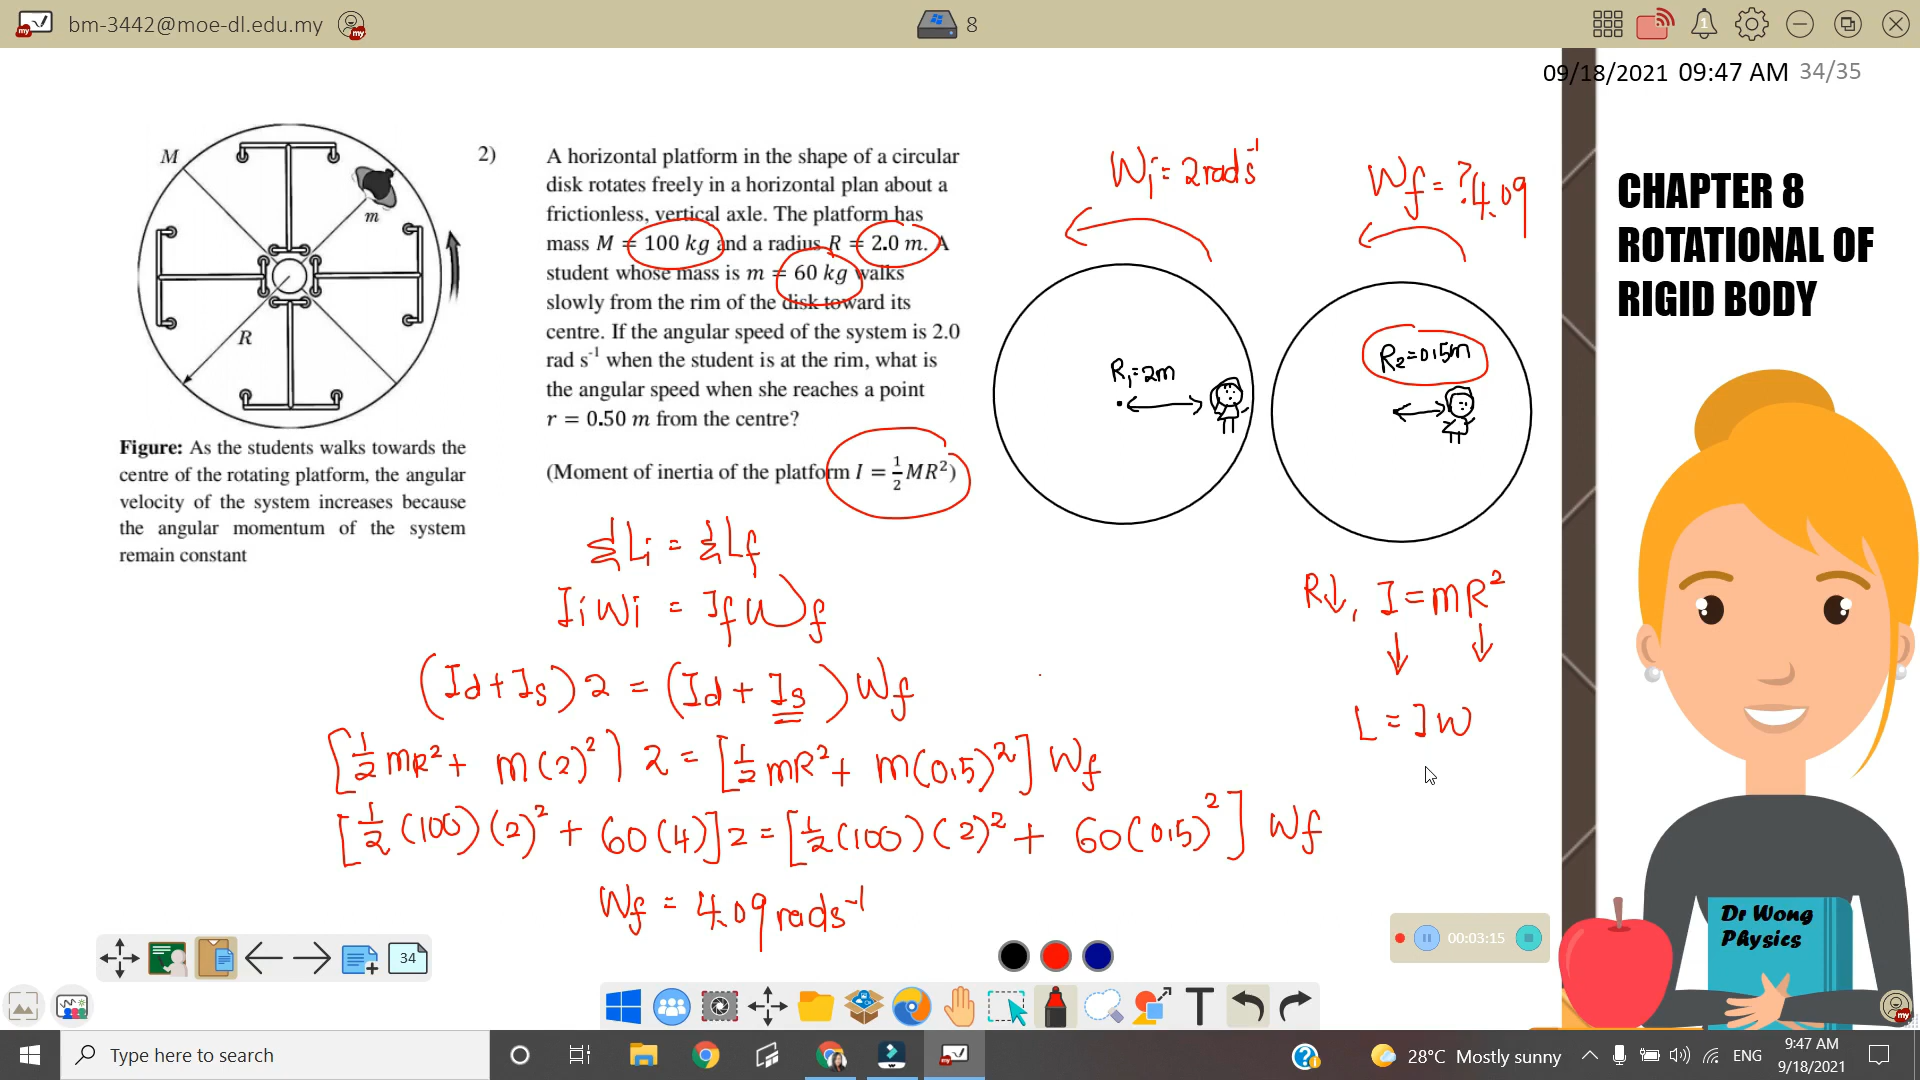 bm-3442@moe-dl.edu.my
8
09/18/2021 09:47 AM 34/35
CHAPTER 8
ROTATIONAL OF
RIGID BODY
M
m
R
Figure: As the students walks towards the
centre of the rotating platform, the angular
velocity of the system increases because
the angular momentum of the system
remain constant
2) A horizontal platform in the shape of a circular
disk rotates freely in a horizontal plan about a
frictionless, vertical axle. The platform has
mass M = 100 kg and a radius R = 2.0 m. A
student whose mass is m = 60 kg walks
slowly from the rim of the disk toward its
centre. If the angular speed of the system is 2.0
rad s⁻¹ when the student is at the rim, what is
the angular speed when she reaches a point
r = 0.50 m from the centre?
(Moment of inertia of the platform I = ½MR²)
Wi = 2 rad s⁻¹
Wf = ? 4.09
R₁=2m
R₂=0.5m
ΣLi = ΣLf
IiWi = IfWf
(Id + Is) 2 = (Id + Is) Wf
[½mR² + m(2)²] 2 = [½mR² + m(0.5)²] Wf
[½(100)(2)² + 60(4)] 2 = [½(100)(2)² + 60(0.5)²] Wf
Wf = 4.09 rad s⁻¹
R↓, I = mR²
↓ ↓
L = IW
Dr Wong
Physics
00:03:15
34
T
my
Type here to search
28°C Mostly sunny
ENG
9:47 AM
9/18/2021